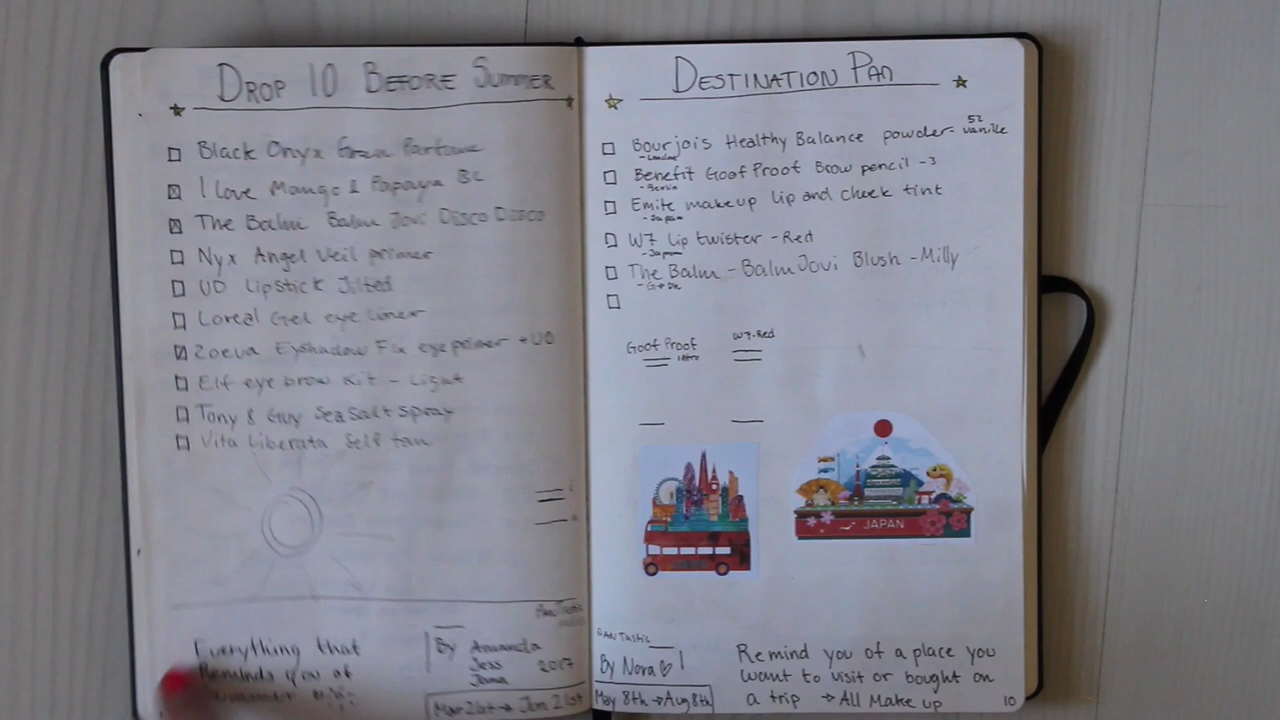 DROP 10 BEFORE SUMMER
Black Onyx
I love Mango & Papaya BC
The Balm Balm Jovi Disco Disco
Nyx Angel Veil primer
UD Lipstick Jilted
Loreal Gel eye liner
Zoeva Eyshadow Fix eyeprimer + UD
Elf eye brow Kit - Light
Tony & Guy Sea Salt spray
Vita Liberata Self tan
Everything that
Reminds you of
By Amanda
Jess 2017
Mar 21st → Jun 21st
DESTINATION PAN
Bourjois Healthy Balance powder - 52 vanille
- London
Benefit Goof Proof Brow pencil - 3
- Berlin
Emite makeup lip and cheek tint
- Japan
W7 Lip twister - Red
- Japan
The Balm - Balm Jovi Blush - Milly
Goof Proof
W7-Red
JAPAN
PANTastic
By Nora ♡
May 8th → Aug 8th
Remind you of a place you
want to visit or bought on
a trip → All Make up
10